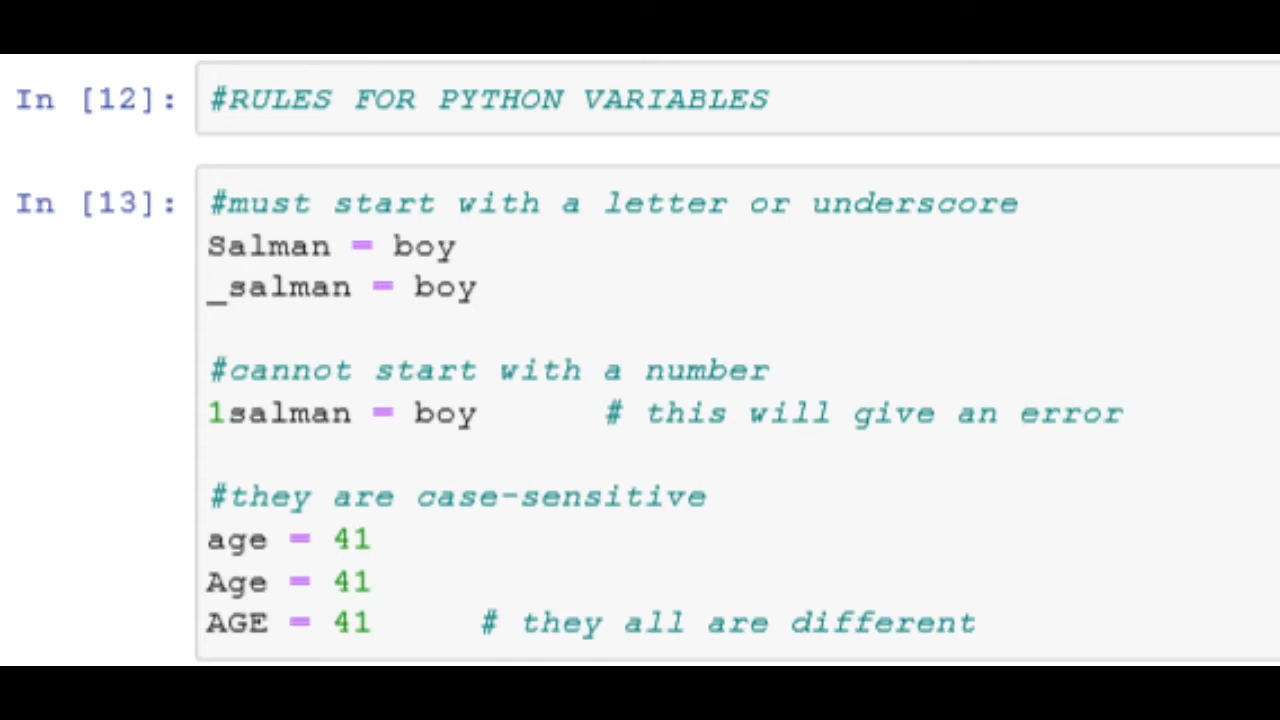 In [12]: #RULES FOR PYTHON VARIABLES
In [13]: #must start with a letter or underscore
Salman = boy
_salman = boy
#cannot start with a number
1salman = boy # this will give an error
#they are case-sensitive
age = 41
Age = 41
AGE = 41 # they all are different